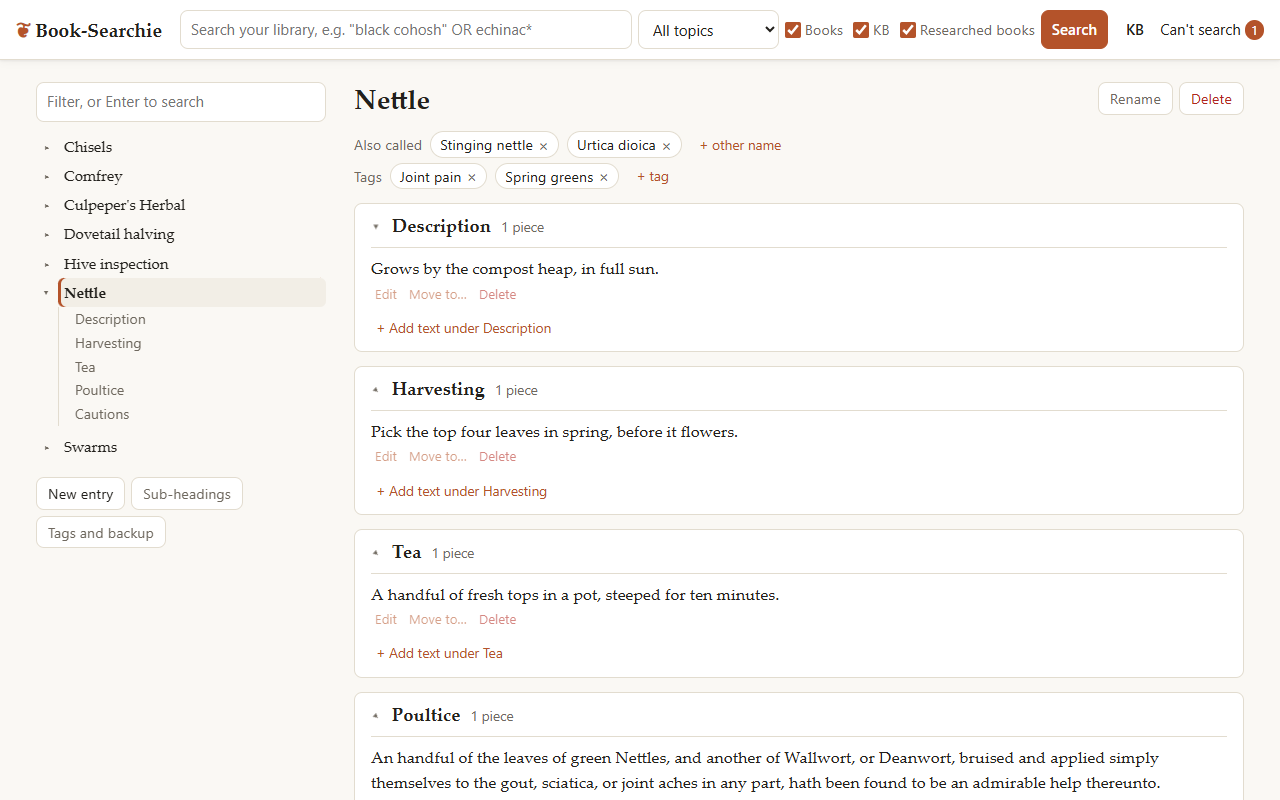 Book-Searchie
Search your library, e.g. "black cohosh" OR echinac*
All topics
Books
KB
Researched books
Search
KB
Can't search 1
Filter, or Enter to search
Chisels
Comfrey
Culpeper's Herbal
Dovetail halving
Hive inspection
Nettle
Description
Harvesting
Tea
Poultice
Cautions
Swarms
New entry
Sub-headings
Tags and backup
Nettle
Rename
Delete
Also called Stinging nettle × Urtica dioica × + other name
Tags Joint pain × Spring greens × + tag
Description 1 piece
Grows by the compost heap, in full sun.
Edit Move to... Delete
+ Add text under Description
Harvesting 1 piece
Pick the top four leaves in spring, before it flowers.
Edit Move to... Delete
+ Add text under Harvesting
Tea 1 piece
A handful of fresh tops in a pot, steeped for ten minutes.
Edit Move to... Delete
+ Add text under Tea
Poultice 1 piece
An handful of the leaves of green Nettles, and another of Wallwort, or Deanwort, bruised and applied simply
themselves to the gout, sciatica, or joint aches in any part, hath been found to be an admirable help thereunto.